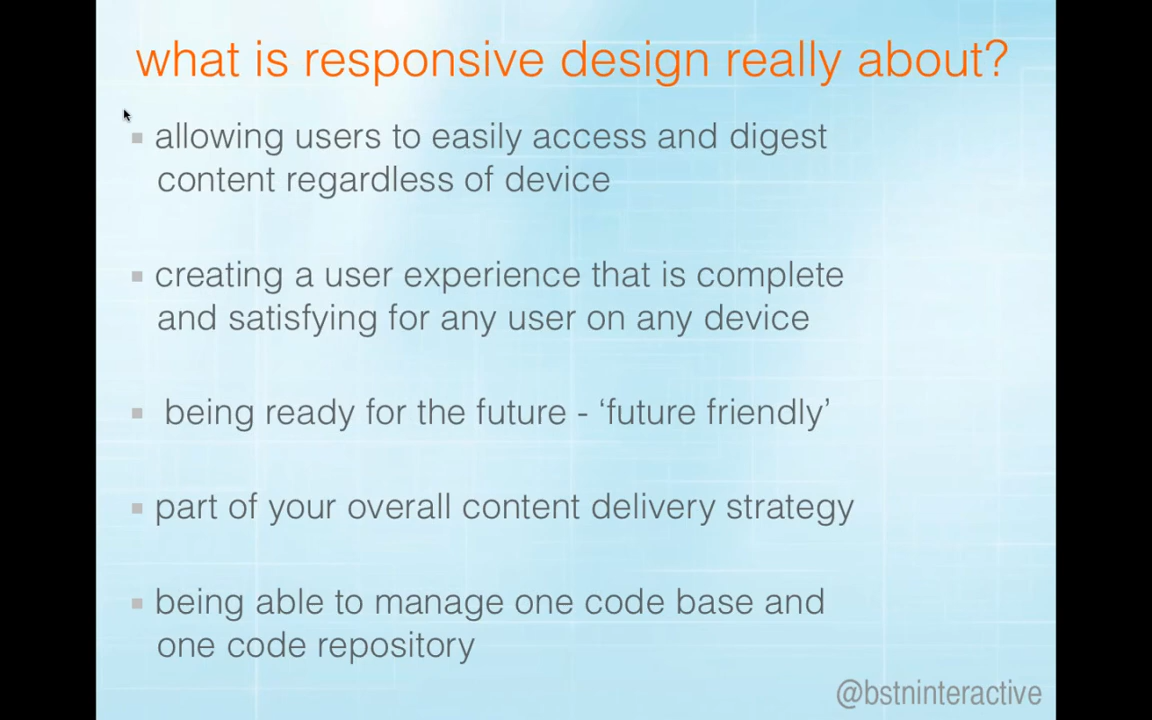 what is responsive design really about?
allowing users to easily access and digest
content regardless of device
creating a user experience that is complete
and satisfying for any user on any device
being ready for the future - ‘future friendly’
part of your overall content delivery strategy
being able to manage one code base and
one code repository
@bstninteractive